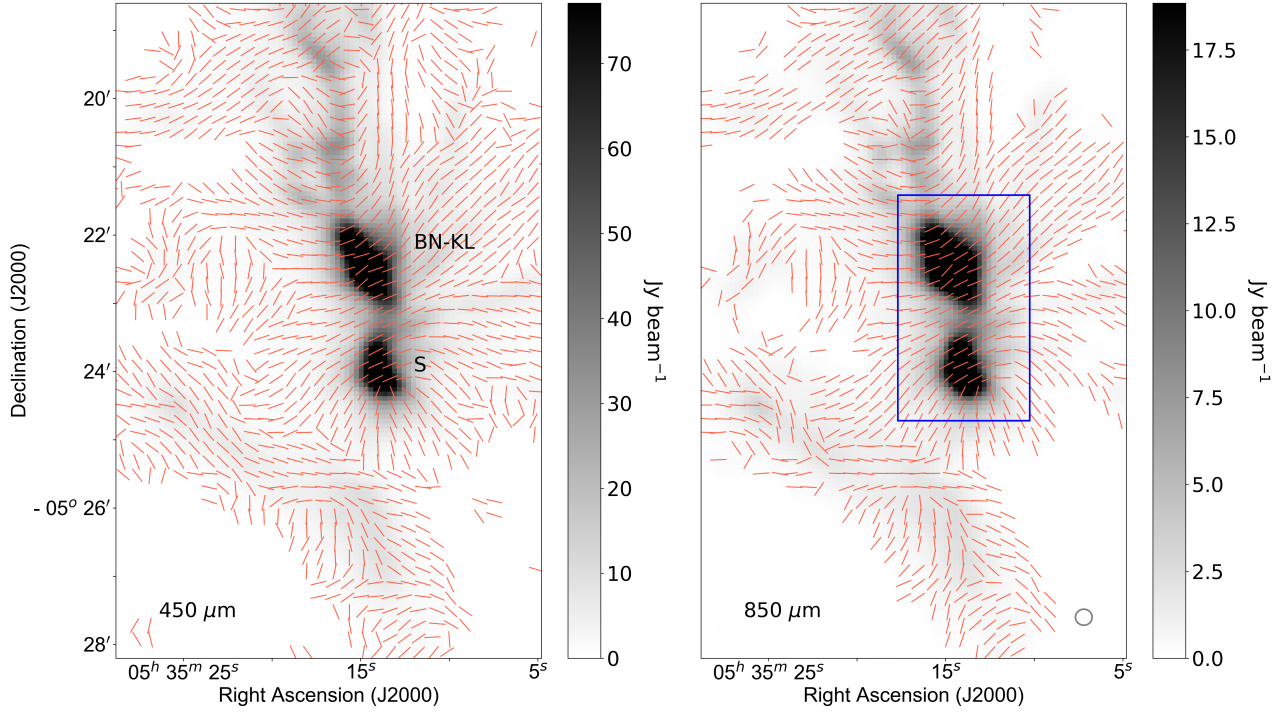 Declination (J2000)
20′
22′
24′
- 05° 26′
28′
BN-KL
S
450 μm
05ʰ 35ᵐ 25ˢ
15ˢ
5ˢ
Right Ascension (J2000)
70
60
50
40
30
20
10
0
Jy beam⁻¹
850 μm
05ʰ 35ᵐ 25ˢ
15ˢ
5ˢ
Right Ascension (J2000)
17.5
15.0
12.5
10.0
7.5
5.0
2.5
0.0
Jy beam⁻¹